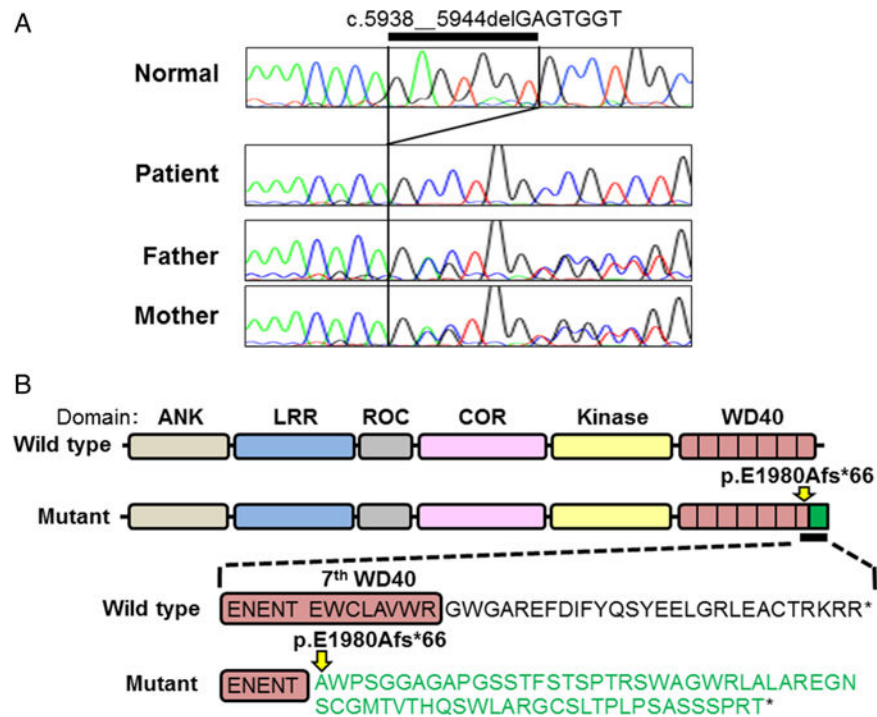 A
c.5938__5944delGAGTGGT
Normal
Patient
Father
Mother
B
Domain: ANK LRR ROC COR Kinase WD40
Wild type
p.E1980Afs*66
Mutant
7th WD40
Wild type ENENT EWCLAVWR GWGAREFDIFYQSYEELGRLEACTRKRR*
p.E1980Afs*66
Mutant ENENT AWPSGGAGAPGSSTFSTSPTRSWAGWRLALAREGN
SCGMTVTHQSWLARGCSLTPLPSASSSPRT*